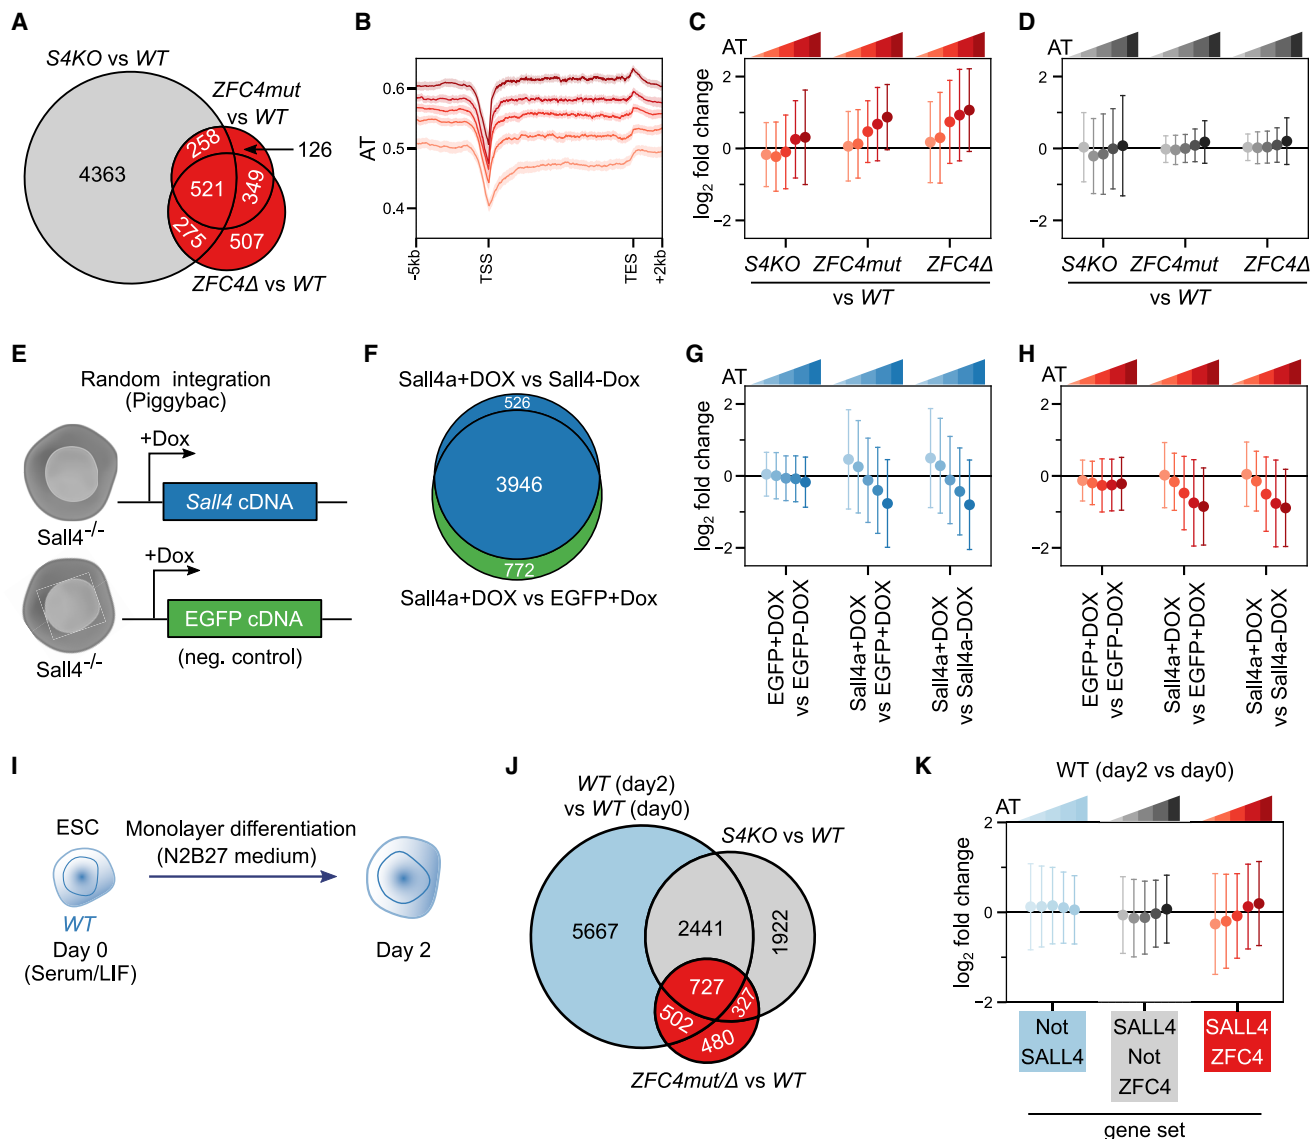 A
S4KO vs WT
ZFC4mut
vs WT
258
126
4363
521
349
275
507
ZFC4Δ vs WT
B
AT
0.6
0.5
0.4
-5kb
TSS
TES
+2kb
C
AT
log2 fold change
2
0
−2
S4KO ZFC4mut ZFC4Δ
vs WT
D
AT
2
0
−2
S4KO ZFC4mut ZFC4Δ
vs WT
E
Random integration
(Piggybac)
+Dox
Sall4 cDNA
Sall4-/-
+Dox
EGFP cDNA
Sall4-/-
(neg. control)
F
Sall4a+DOX vs Sall4-Dox
526
3946
772
Sall4a+DOX vs EGFP+Dox
G
AT
log2 fold change
2
0
−2
EGFP+DOX
vs EGFP-DOX
Sall4a+DOX
vs EGFP+DOX
Sall4a+DOX
vs Sall4a-DOX
H
AT
2
0
−2
EGFP+DOX
vs EGFP-DOX
Sall4a+DOX
vs EGFP+DOX
Sall4a+DOX
vs Sall4a-DOX
I
ESC
Monolayer differentiation
(N2B27 medium)
WT
Day 0
(Serum/LIF)
Day 2
J
WT (day2)
vs WT (day0)
S4KO vs WT
5667
2441
1922
727
327
502
480
ZFC4mut/Δ vs WT
K
WT (day2 vs day0)
AT
log2 fold change
2
0
−2
Not
SALL4
SALL4
Not
ZFC4
SALL4
ZFC4
gene set